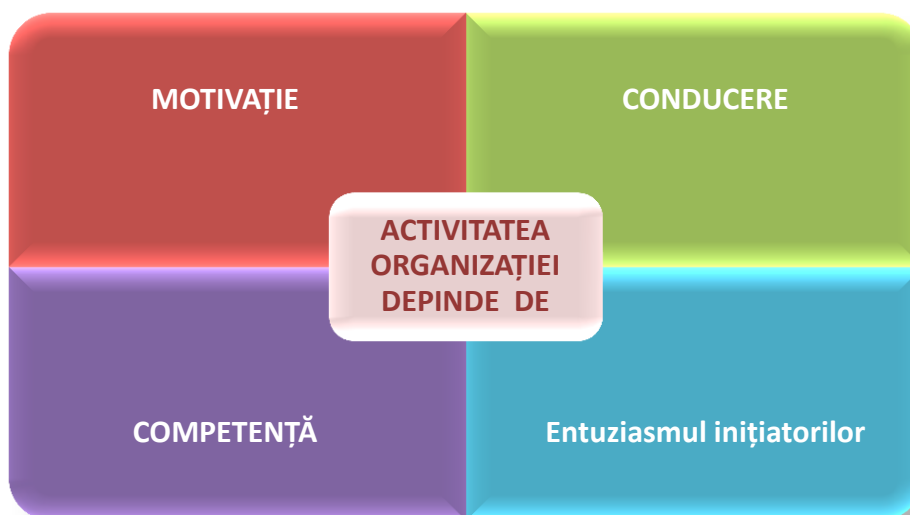 MOTIVAȚIE
CONDUCERE
ACTIVITATEA
ORGANIZAȚIEI
DEPINDE DE
COMPETENȚĂ
Entuziasmul inițiatorilor